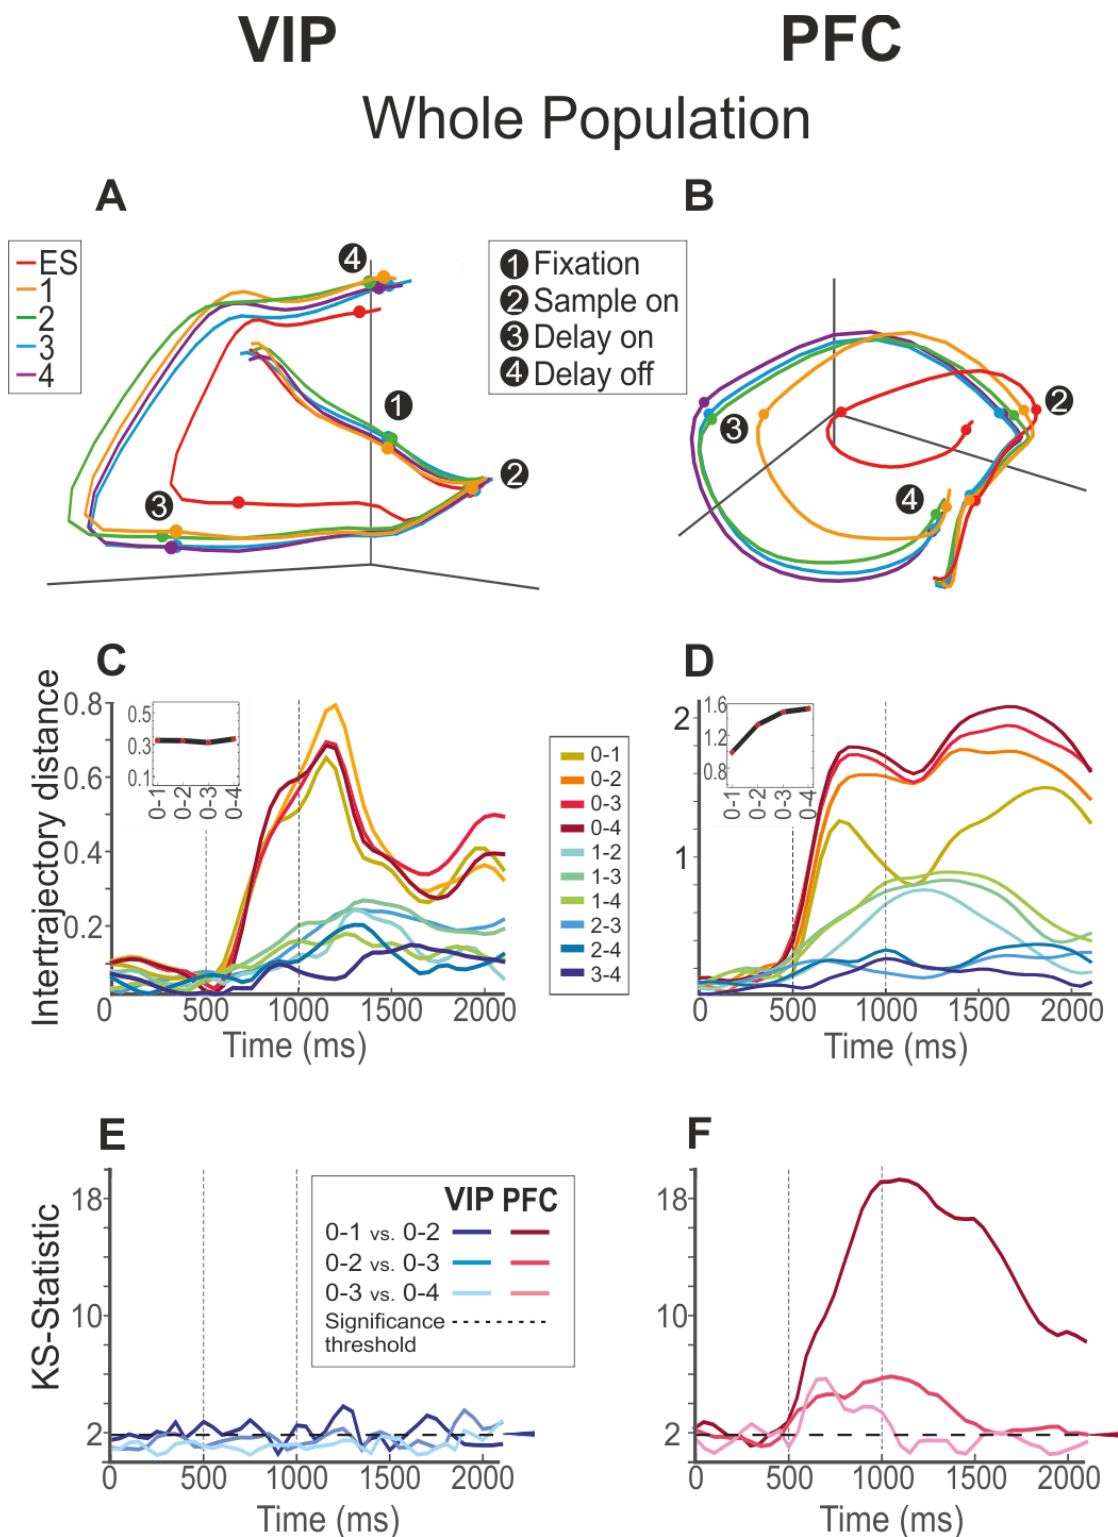 VIP PFC
Whole Population
A B
ES
1
2
3
4
1 Fixation
2 Sample on
3 Delay on
4 Delay off
4
1
2
3
2
3
4
C D
Intertrajectory distance
0.8
0.6
0.4
0.2
0.5
0.3
0.1
0-1 0-2 0-3 0-4
0 500 1000 1500 2000
Time (ms)
0-1
0-2
0-3
0-4
1-2
1-3
1-4
2-3
2-4
3-4
2
1
1.6
1.2
0.8
0-1 0-2 0-3 0-4
0 500 1000 1500 2000
Time (ms)
E F
KS-Statistic
18
10
2
VIP PFC
0-1 vs. 0-2
0-2 vs. 0-3
0-3 vs. 0-4
Significance
threshold
0 500 1000 1500 2000
Time (ms)
18
10
2
0 500 1000 1500 2000
Time (ms)